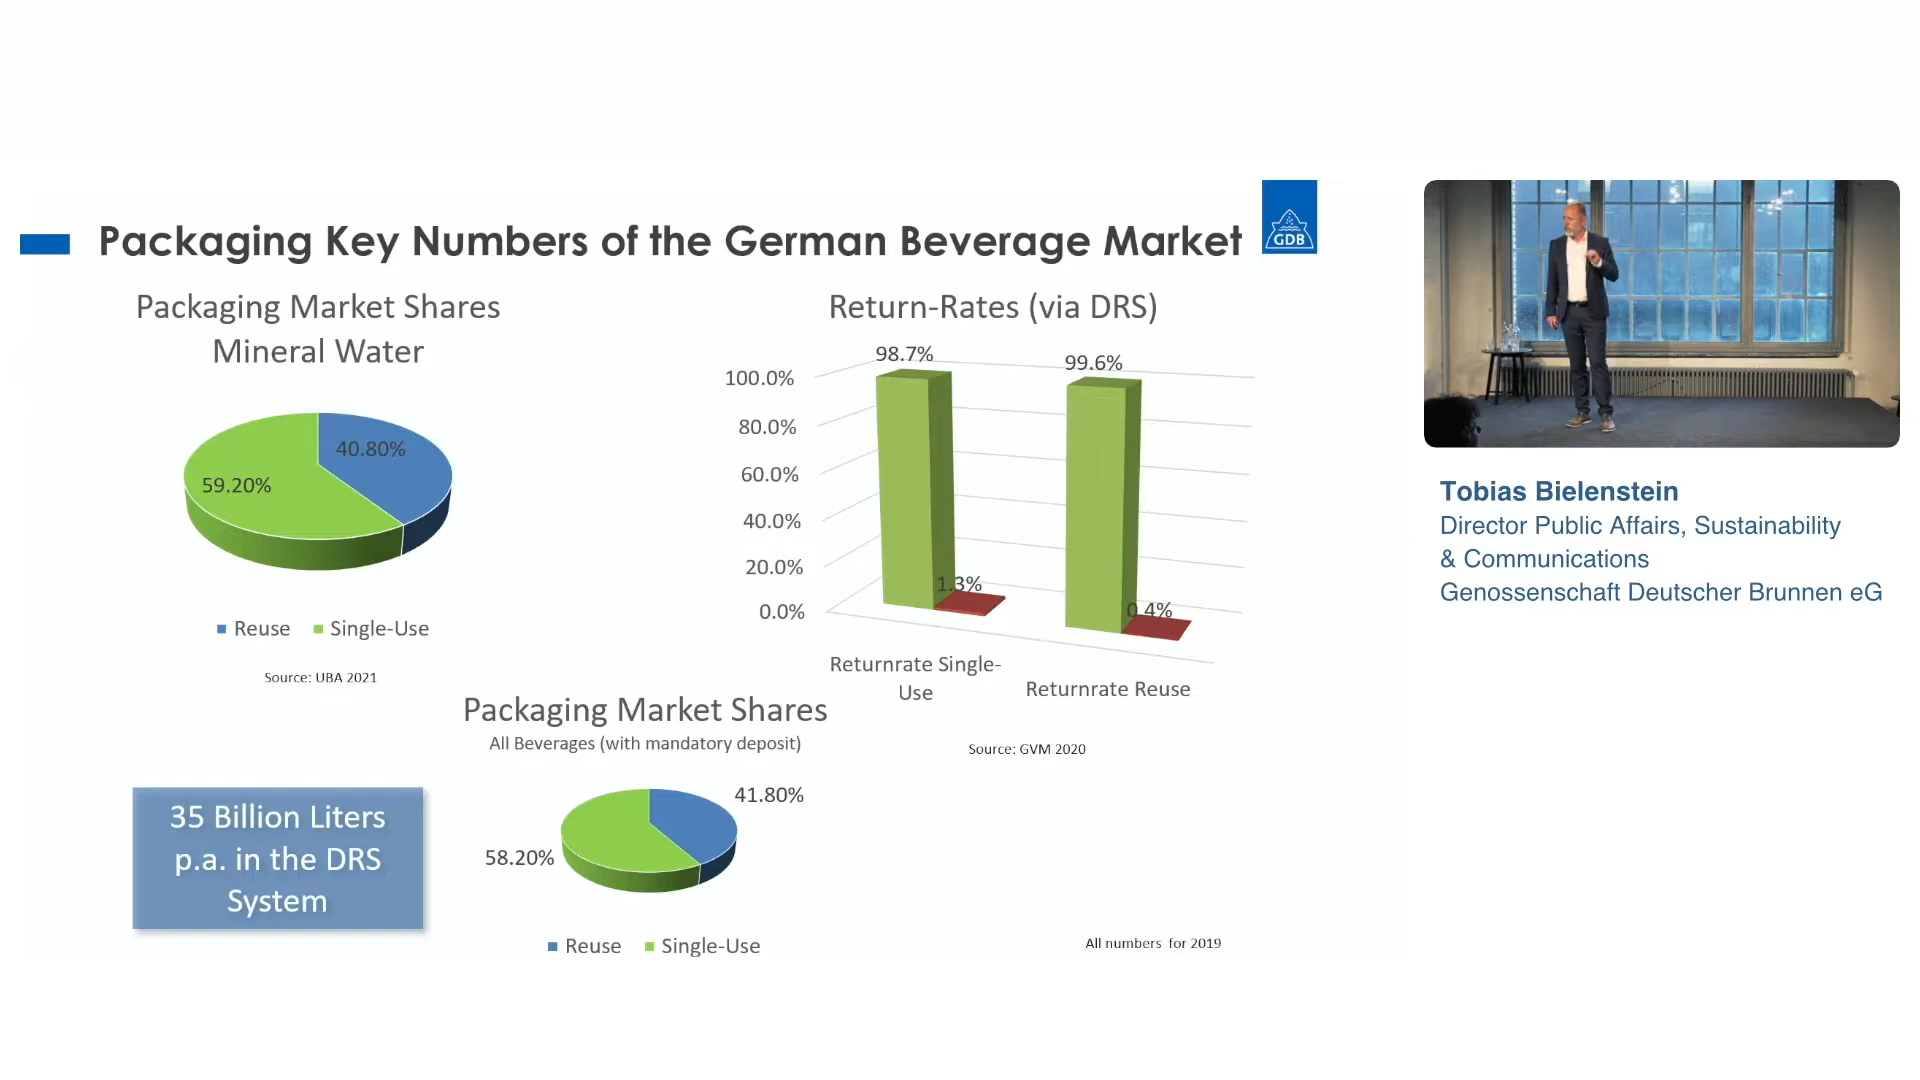 Packaging Key Numbers of the German Beverage Market
GDB
Packaging Market Shares
Mineral Water
40.80%
59.20%
Reuse
Single-Use
Source: UBA 2021
Return-Rates (via DRS)
98.7%
99.6%
100.0%
80.0%
60.0%
40.0%
20.0%
0.0%
1.3%
0.4%
Returnrate Single-
Use
Returnrate Reuse
Source: GVM 2020
Packaging Market Shares
All Beverages (with mandatory deposit)
41.80%
58.20%
Reuse
Single-Use
35 Billion Liters
p.a. in the DRS
System
All numbers for 2019
Tobias Bielenstein
Director Public Affairs, Sustainability
& Communications
Genossenschaft Deutscher Brunnen eG